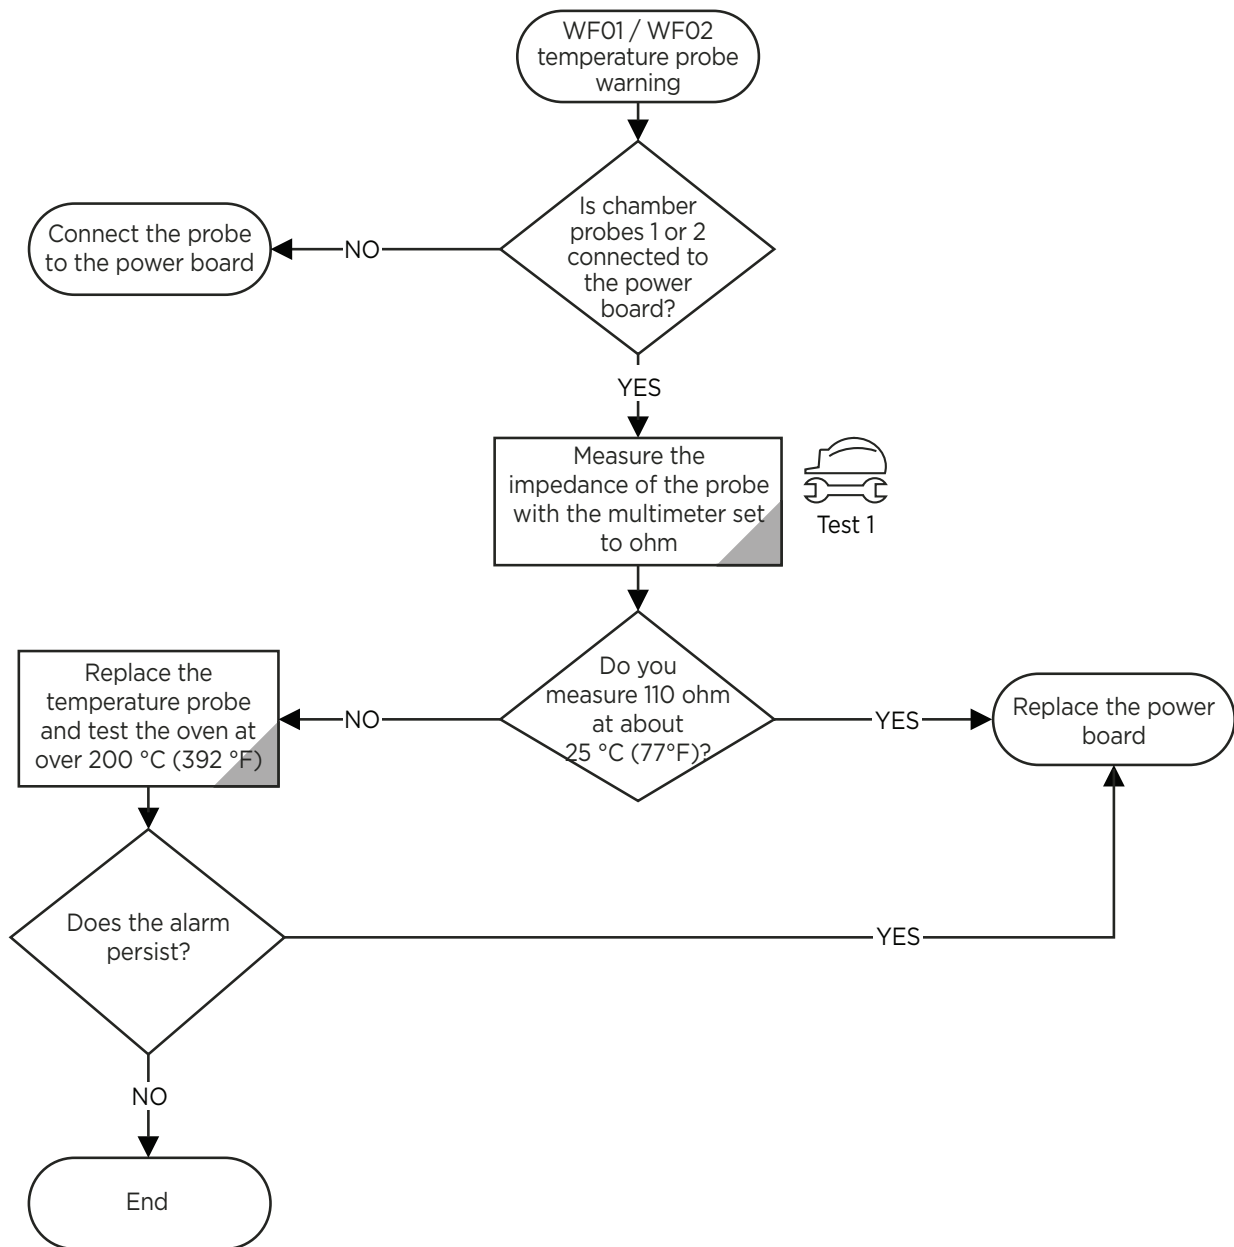 WF01 / WF02
temperature probe
warning
Is chamber
probes 1 or 2
connected to
the power
board?
NO
Connect the probe
to the power board
YES
Measure the
impedance of the probe
with the multimeter set
to ohm
Test 1
Do you
measure 110 ohm
at about
25 °C (77°F)?
NO
YES
Replace the
temperature probe
and test the oven at
over 200 °C (392 °F)
Replace the power
board
Does the alarm
persist?
YES
NO
End